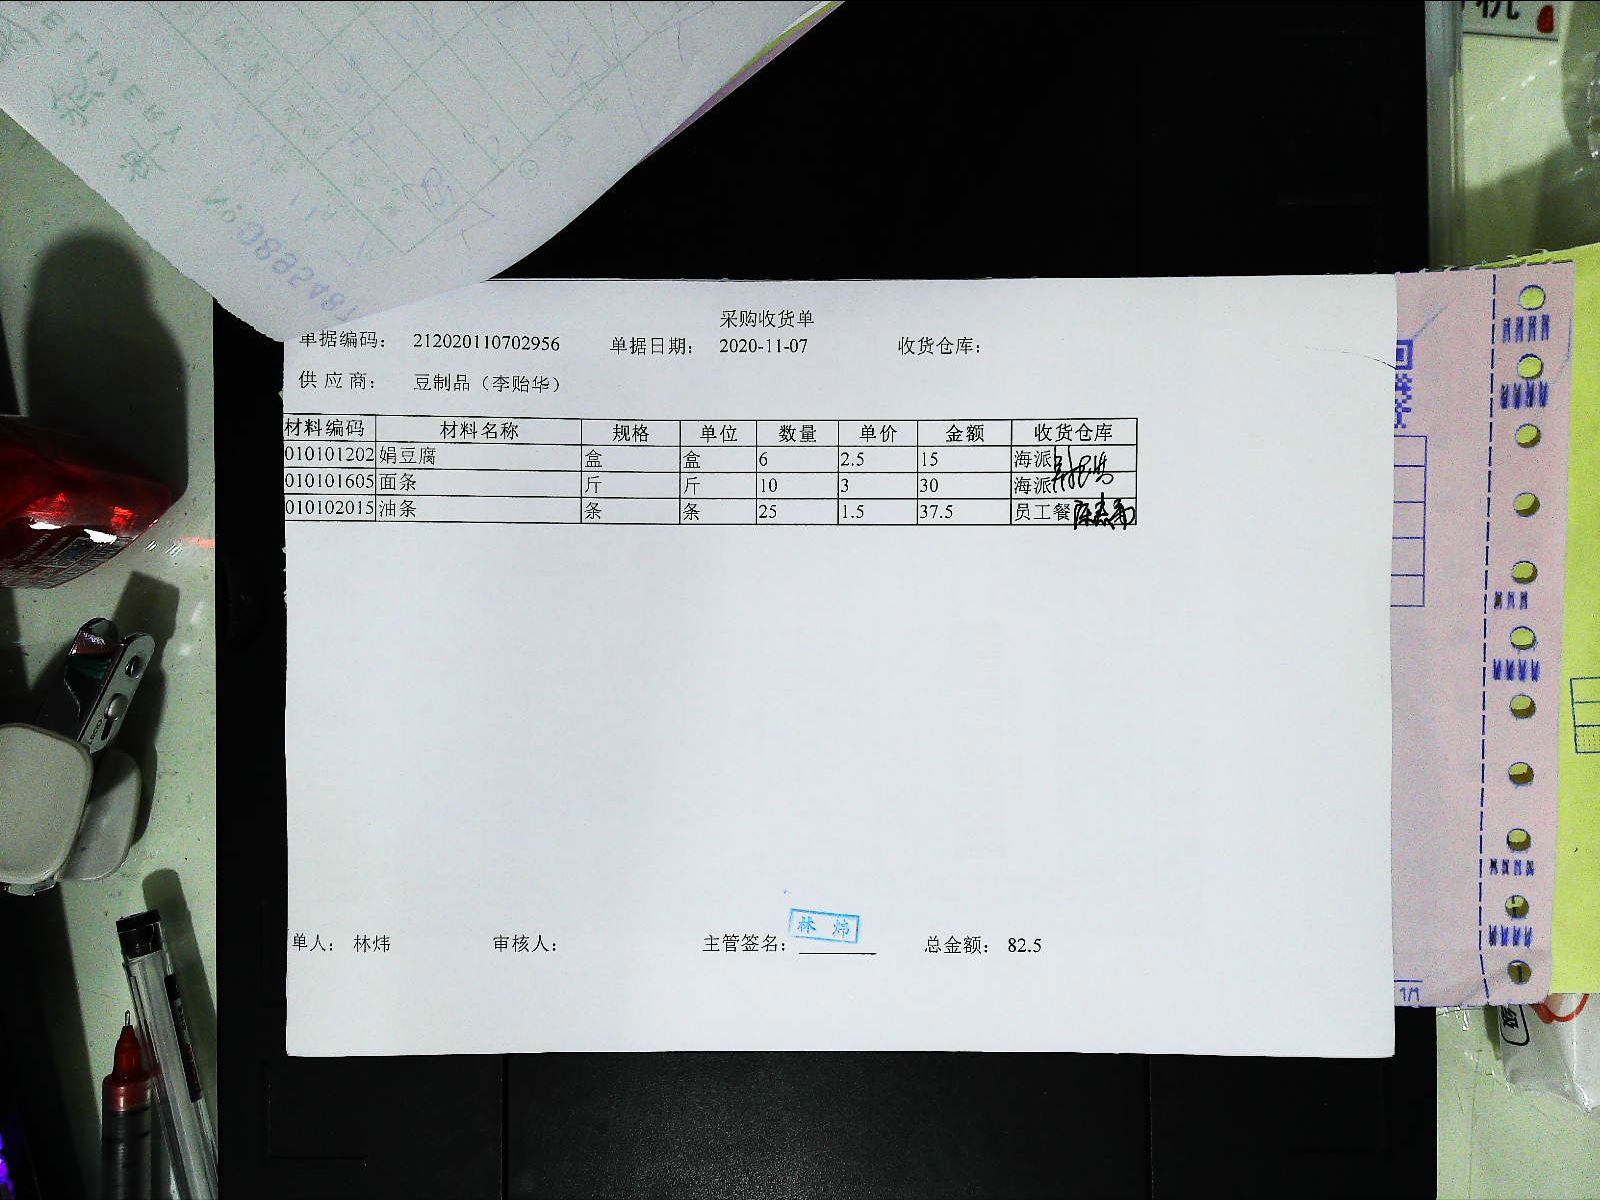 采购收货单
单据编码： 212020110702956 单据日期： 2020-11-07 收货仓库：
供应商： 豆制品（李贻华）
材料编码 材料名称 规格 单位 数量 单价 金额 收货仓库
010101202 娟豆腐 盒 盒 6 2.5 15 海派
010101605 面条 斤 斤 10 3 30 海派
010102015 油条 条 条 25 1.5 37.5 员工餐
单人： 林炜 审核人： 主管签名： 林炜 总金额： 82.5
1/1